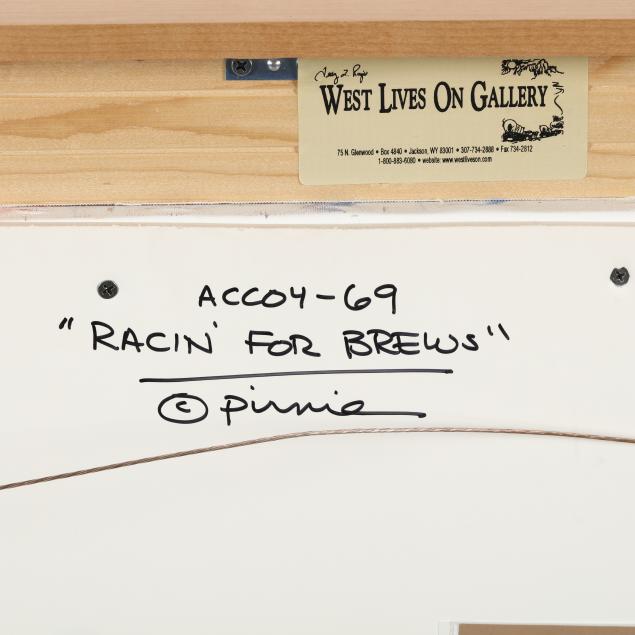 WEST LIVES ON GALLERY
75 N. Glenwood • Box 4840 • Jackson, WY 83001 • 307-734-2888 • Fax 734-2812
1-800-883-6080 • website: www.westliveson.com
ACC04-69
"RACIN' FOR BREWS"
© Pirnie